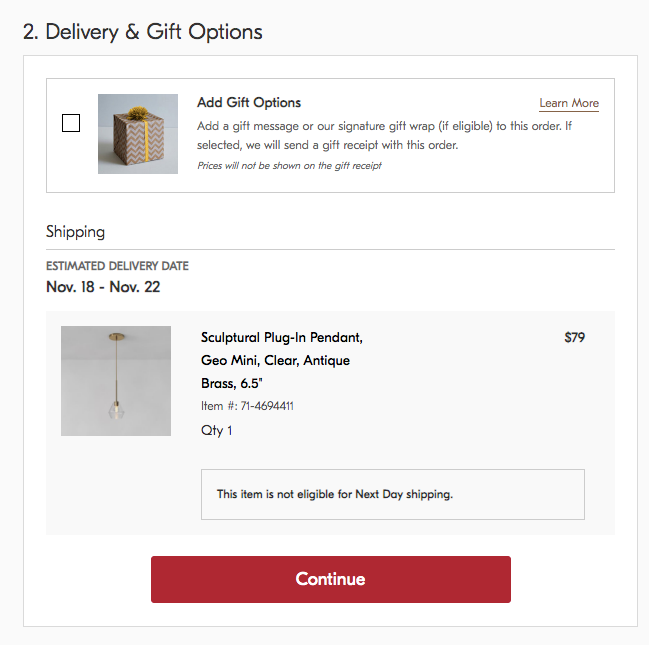 2. Delivery & Gift Options
Add Gift Options
Learn More
Add a gift message or our signature gift wrap (if eligible) to this order. If
selected, we will send a gift receipt with this order.
Prices will not be shown on the gift receipt
Shipping
ESTIMATED DELIVERY DATE
Nov. 18 - Nov. 22
Sculptural Plug-In Pendant,
$79
Geo Mini, Clear, Antique
Brass, 6.5"
Item #: 71-4694411
Qty 1
This item is not eligible for Next Day shipping.
Continue